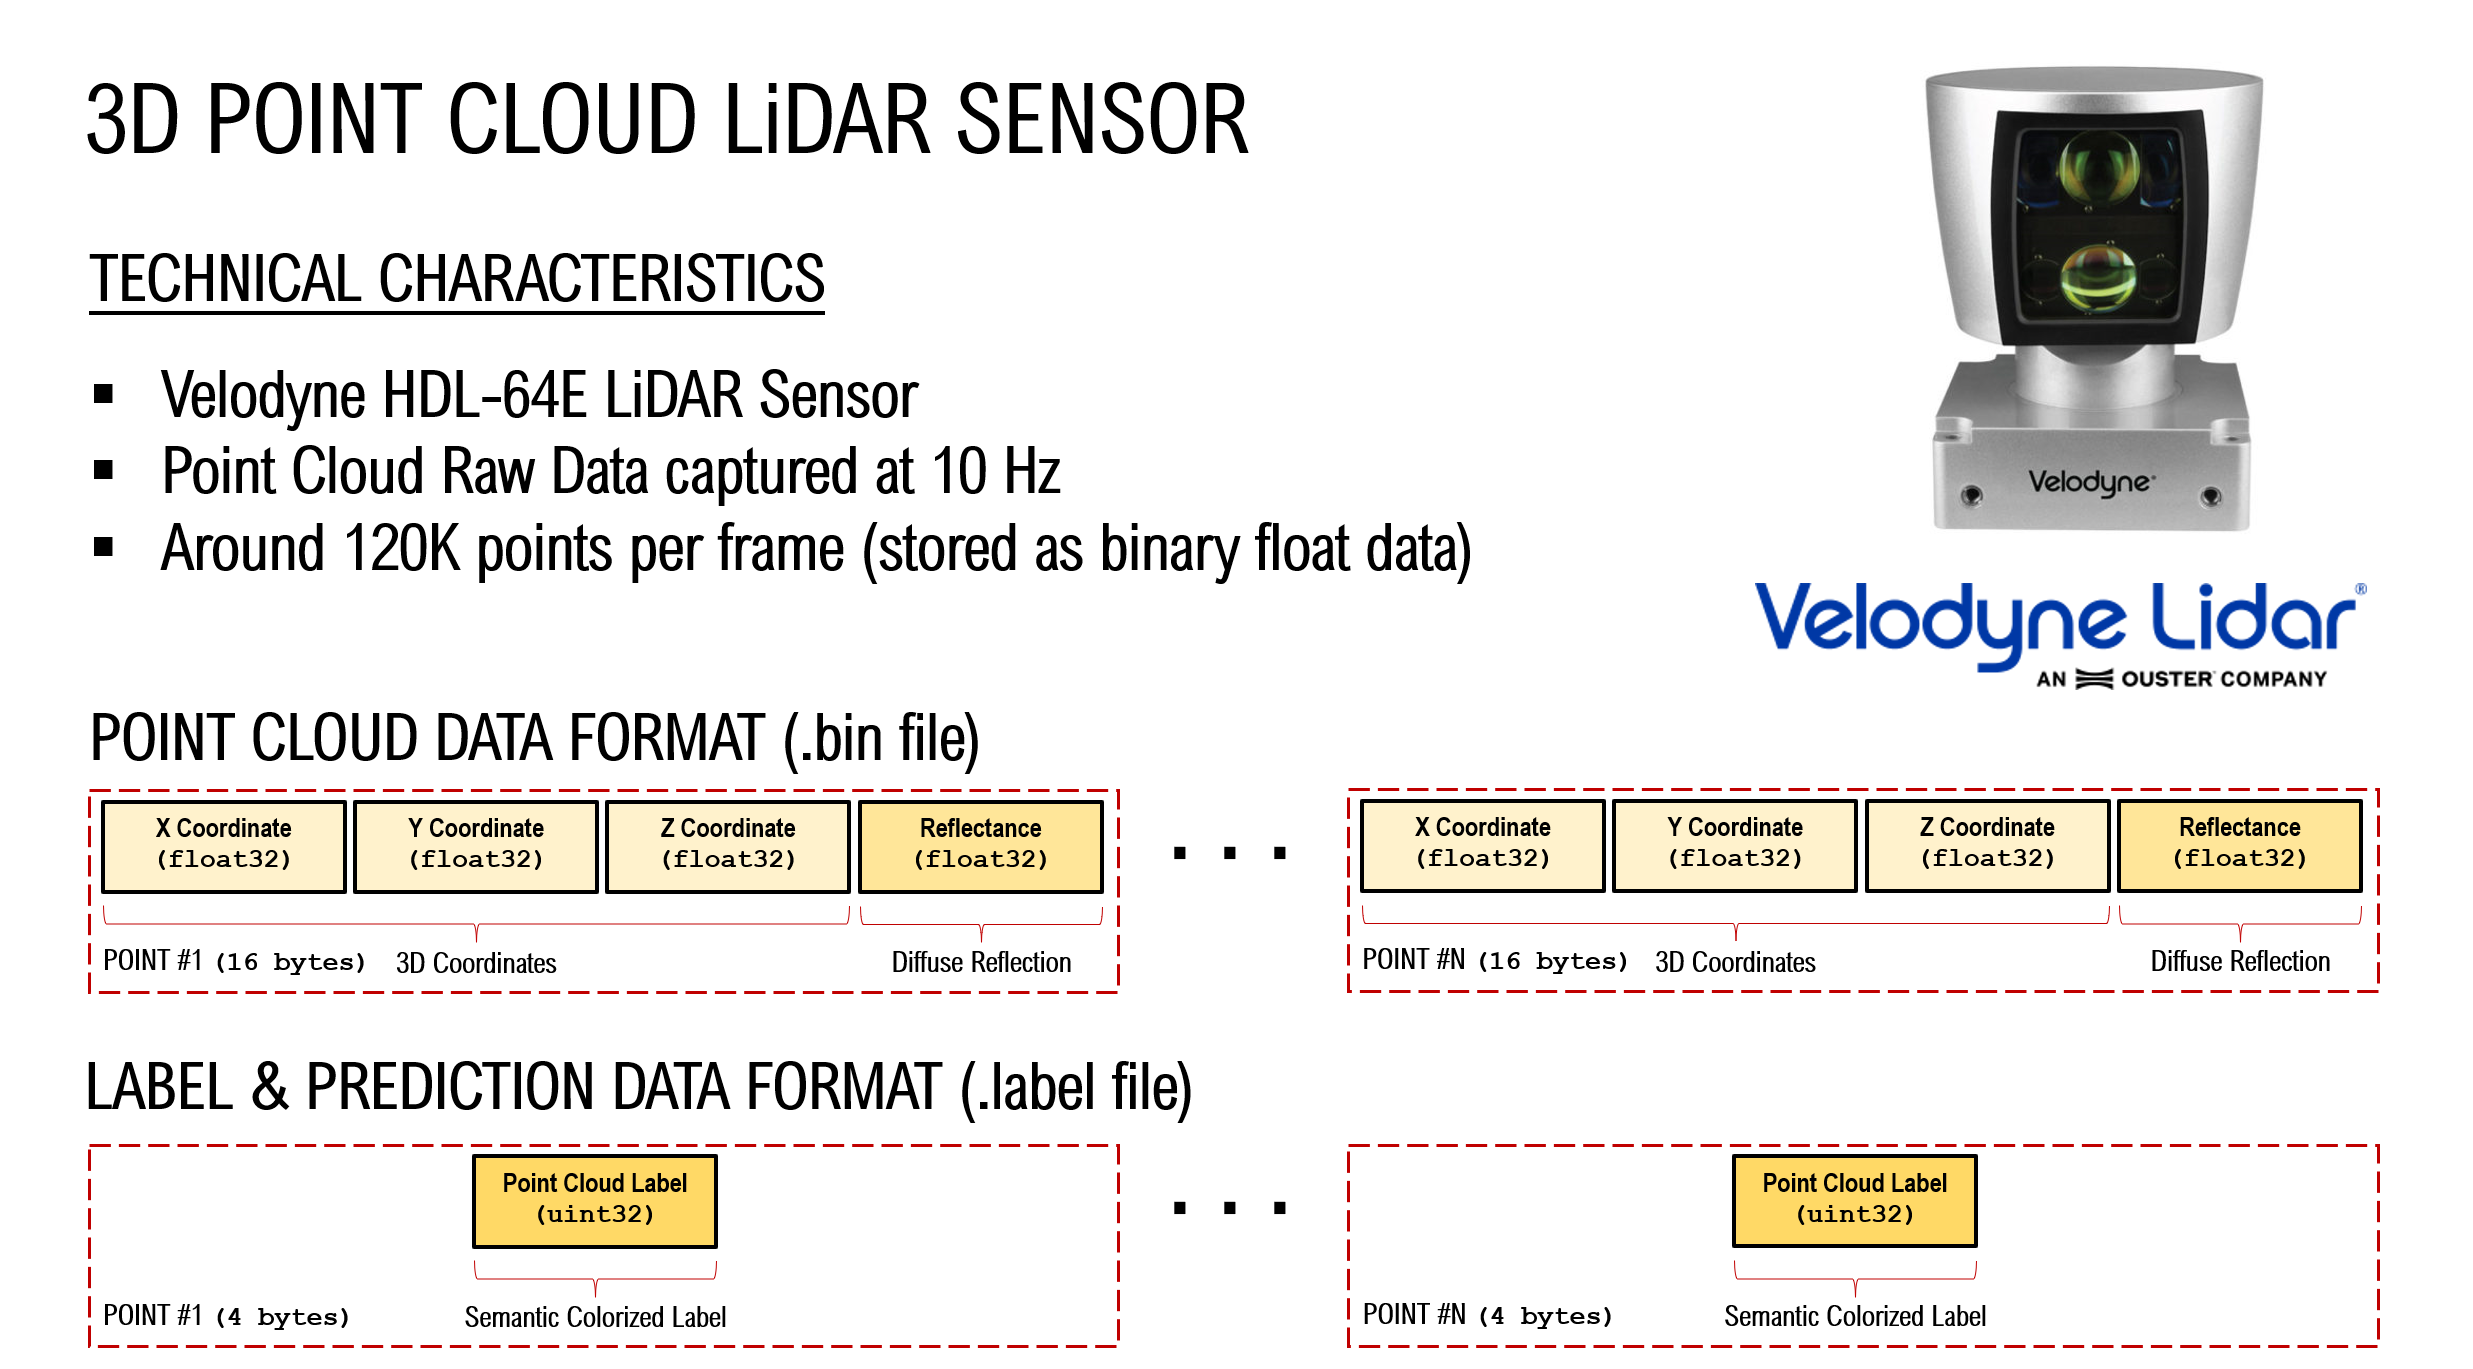 3D POINT CLOUD LiDAR SENSOR
TECHNICAL CHARACTERISTICS
▪ Velodyne HDL-64E LiDAR Sensor
▪ Point Cloud Raw Data captured at 10 Hz
▪ Around 120K points per frame (stored as binary float data)
Velodyne®
Velodyne Lidar®
AN OUSTER COMPANY
POINT CLOUD DATA FORMAT (.bin file)
X Coordinate Y Coordinate Z Coordinate Reflectance
(float32) (float32) (float32) (float32)
POINT #1 (16 bytes) 3D Coordinates Diffuse Reflection
. . .
X Coordinate Y Coordinate Z Coordinate Reflectance
(float32) (float32) (float32) (float32)
POINT #N (16 bytes) 3D Coordinates Diffuse Reflection
LABEL & PREDICTION DATA FORMAT (.label file)
Point Cloud Label
(uint32)
POINT #1 (4 bytes) Semantic Colorized Label
. . .
Point Cloud Label
(uint32)
POINT #N (4 bytes) Semantic Colorized Label